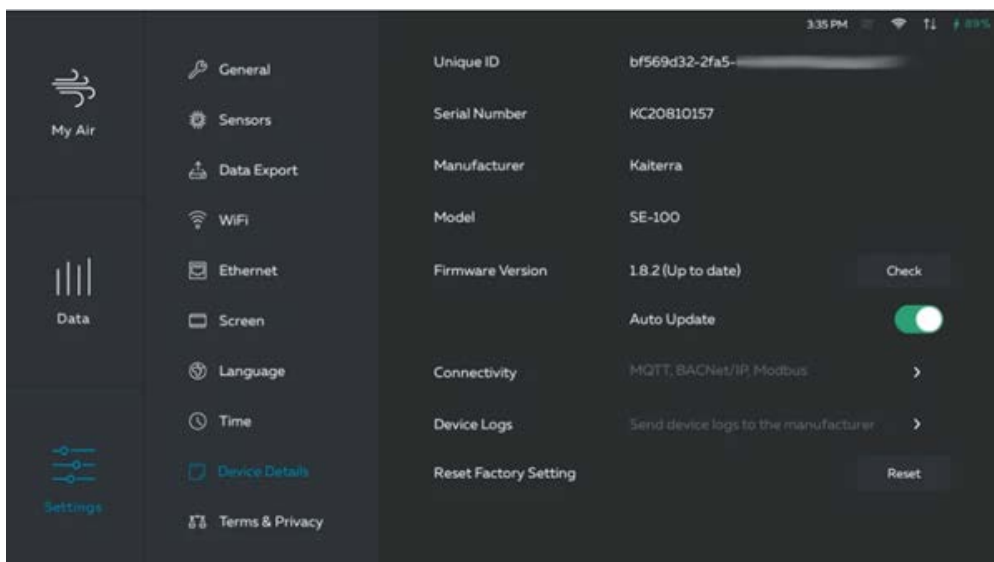 3:35 PM 89%
My Air
Data
Settings
General
Sensors
Data Export
WiFi
Ethernet
Screen
Language
Time
Device Details
Terms & Privacy
Unique ID bf569d32-2fa5-
Serial Number KC20810157
Manufacturer Kaiterra
Model SE-100
Firmware Version 1.8.2 (Up to date) Check
Auto Update
Connectivity MQTT, BACNet/IP, Modbus
Device Logs Send device logs to the manufacturer
Reset Factory Setting Reset